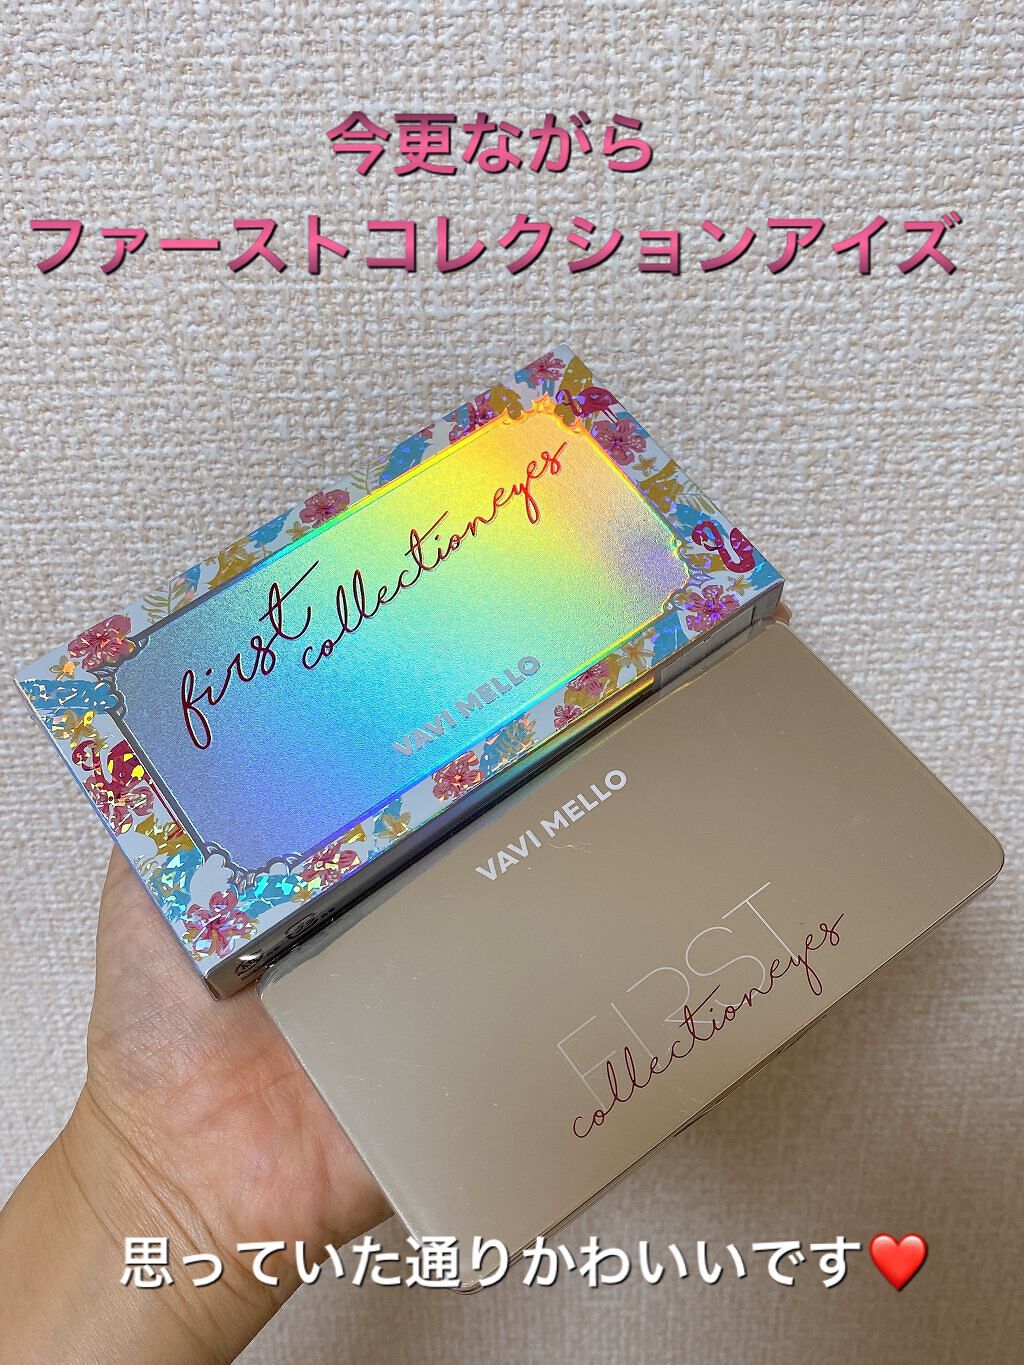 今更ながら
ファーストコレクションアイズ
first
collectioneyes
VAVI MELLO
VAVI MELLO
FIRST
collectioneyes
思っていた通りかわいいです❤️